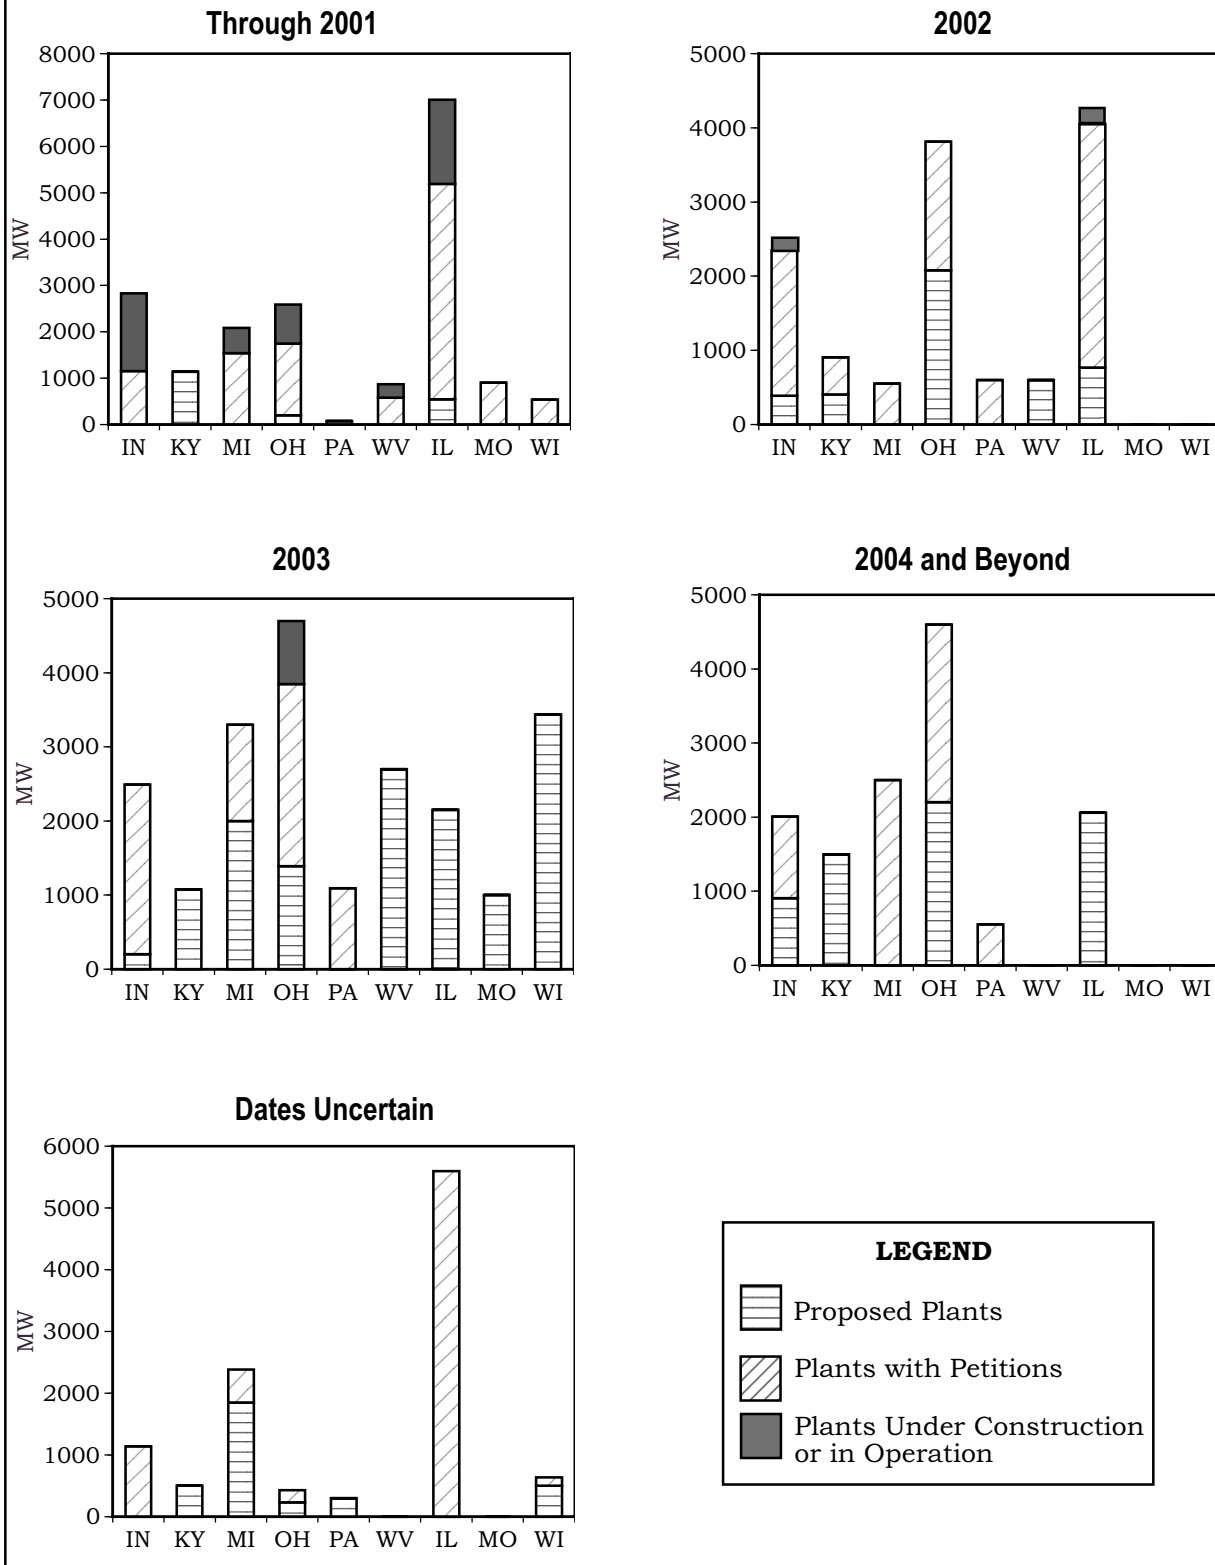 Through 2001
8000
7000
6000
5000
4000
3000
2000
1000
0
MW
IN KY MI OH PA WV IL MO WI
2002
5000
4000
3000
2000
1000
0
MW
IN KY MI OH PA WV IL MO WI
2003
5000
4000
3000
2000
1000
0
MW
IN KY MI OH PA WV IL MO WI
2004 and Beyond
5000
4000
3000
2000
1000
0
MW
IN KY MI OH PA WV IL MO WI
Dates Uncertain
6000
5000
4000
3000
2000
1000
0
MW
IN KY MI OH PA WV IL MO WI
LEGEND
Proposed Plants
Plants with Petitions
Plants Under Construction
or in Operation